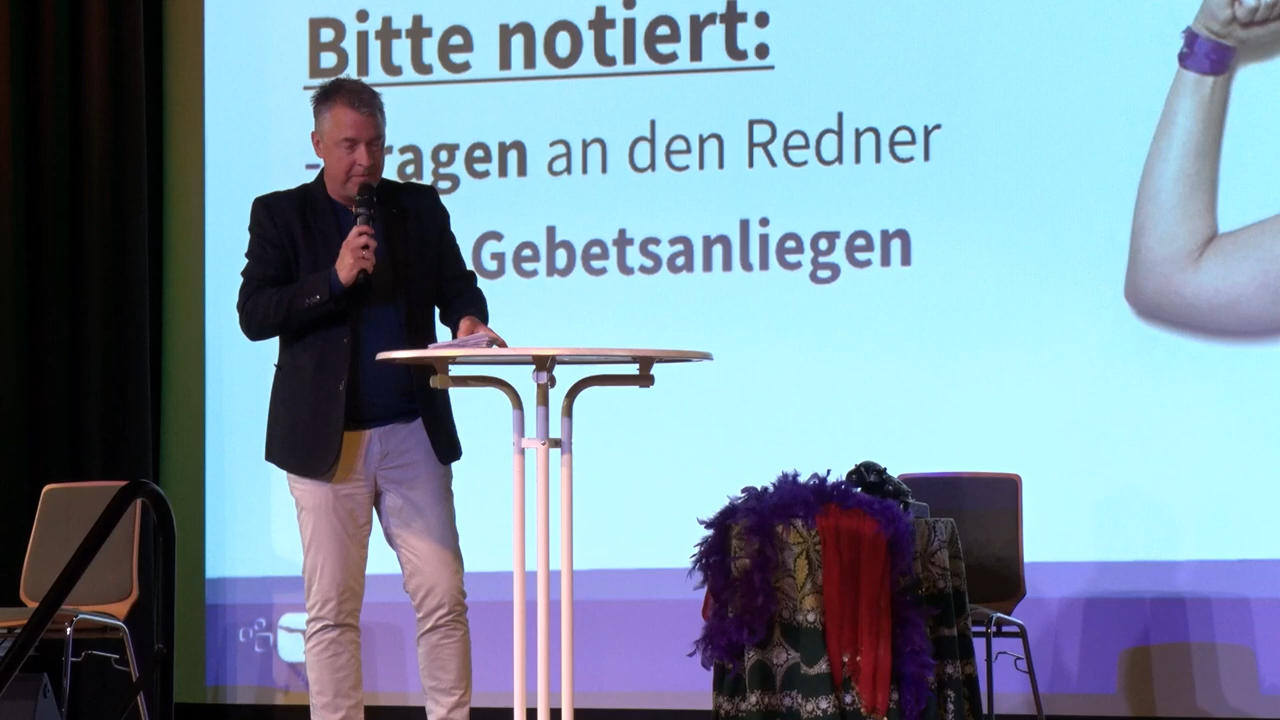 Bitte notiert:
- Fragen an den Redner
Gebetsanliegen